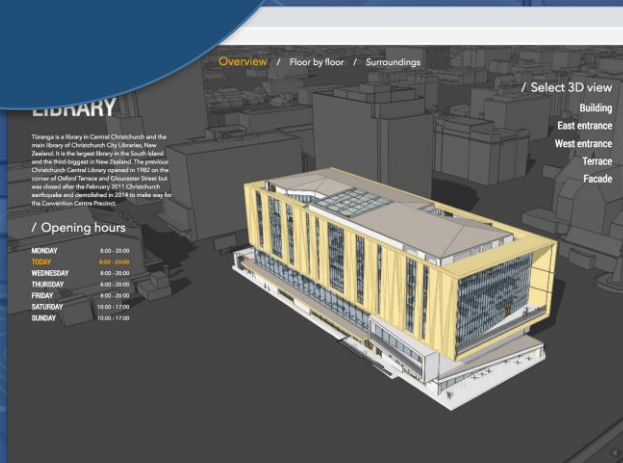 Overview / Floor by floor / Surroundings
LIBRARY
Tūranga is a library in Central Christchurch and the
main library of Christchurch City Libraries, New
Zealand. It is the largest library in the South Island
and the third-biggest in New Zealand. The previous
Christchurch Central Library opened in 1982 on the
corner of Oxford Terrace and Gloucester Street but
was closed after the February 2011 Christchurch
earthquake and demolished in 2014 to make way for
the Convention Centre Precinct.
/ Opening hours
MONDAY 8:00 - 20:00
TODAY 8:00 - 20:00
WEDNESDAY 8:00 - 20:00
THURSDAY 8:00 - 20:00
FRIDAY 8:00 - 20:00
SATURDAY 10:00 - 17:00
SUNDAY 10:00 - 17:00
/ Select 3D view
Building
East entrance
West entrance
Terrace
Facade